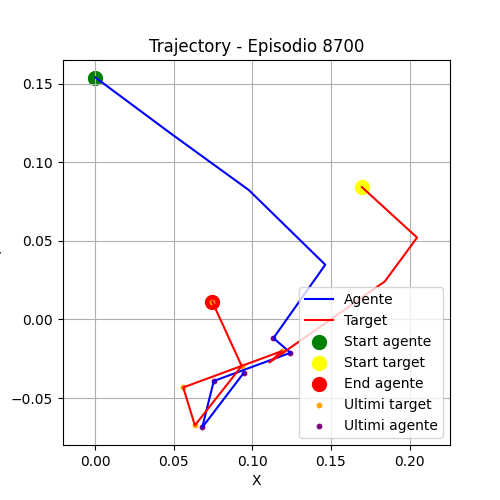 Trajectory - Episodio 8700
0.15
0.10
0.05
0.00
−0.05
0.00
0.05
0.10
0.15
0.20
X
Agente
Target
Start agente
Start target
End agente
Ultimi target
Ultimi agente